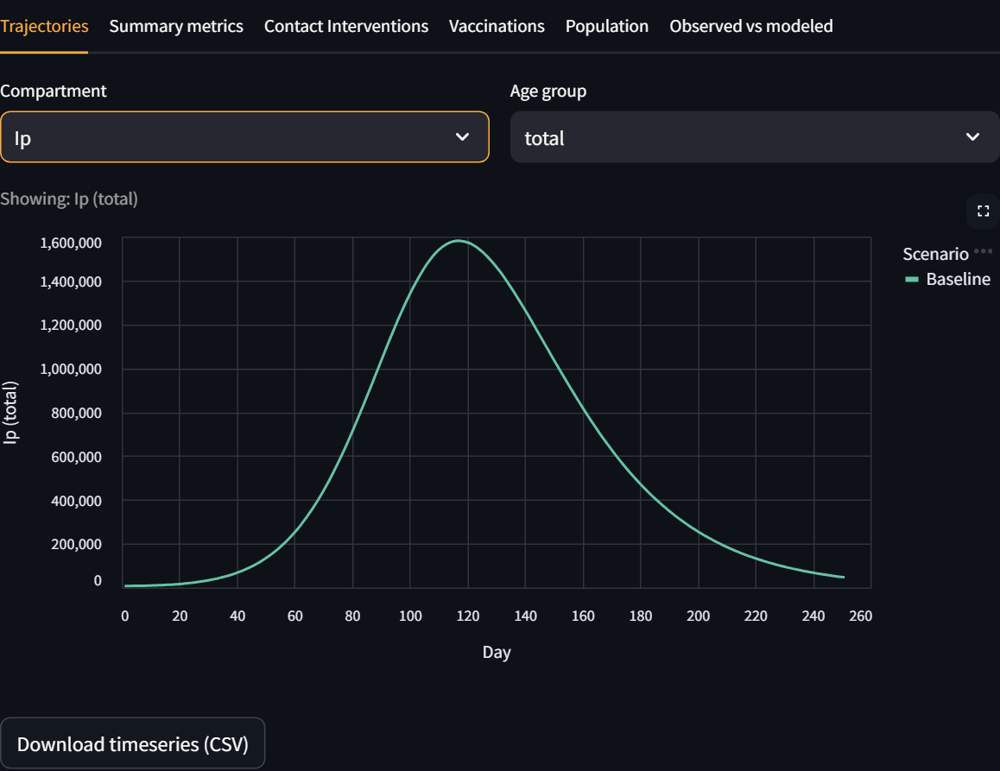 Trajectories Summary metrics Contact Interventions Vaccinations Population Observed vs modeled
Compartment Age group
Ip total
Showing: Ip (total)
Scenario
Baseline
1,600,000
1,400,000
1,200,000
1,000,000
800,000
600,000
400,000
200,000
0
Ip (total)
0 20 40 60 80 100 120 140 160 180 200 220 240 260
Day
Download timeseries (CSV)